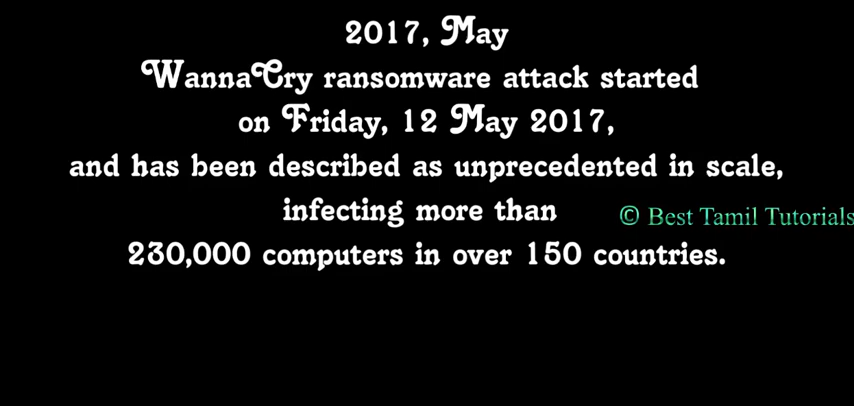 2017, May
WannaCry ransomware attack started
on Friday, 12 May 2017,
and has been described as unprecedented in scale,
infecting more than
© Best Tamil Tutorials
230,000 computers in over 150 countries.